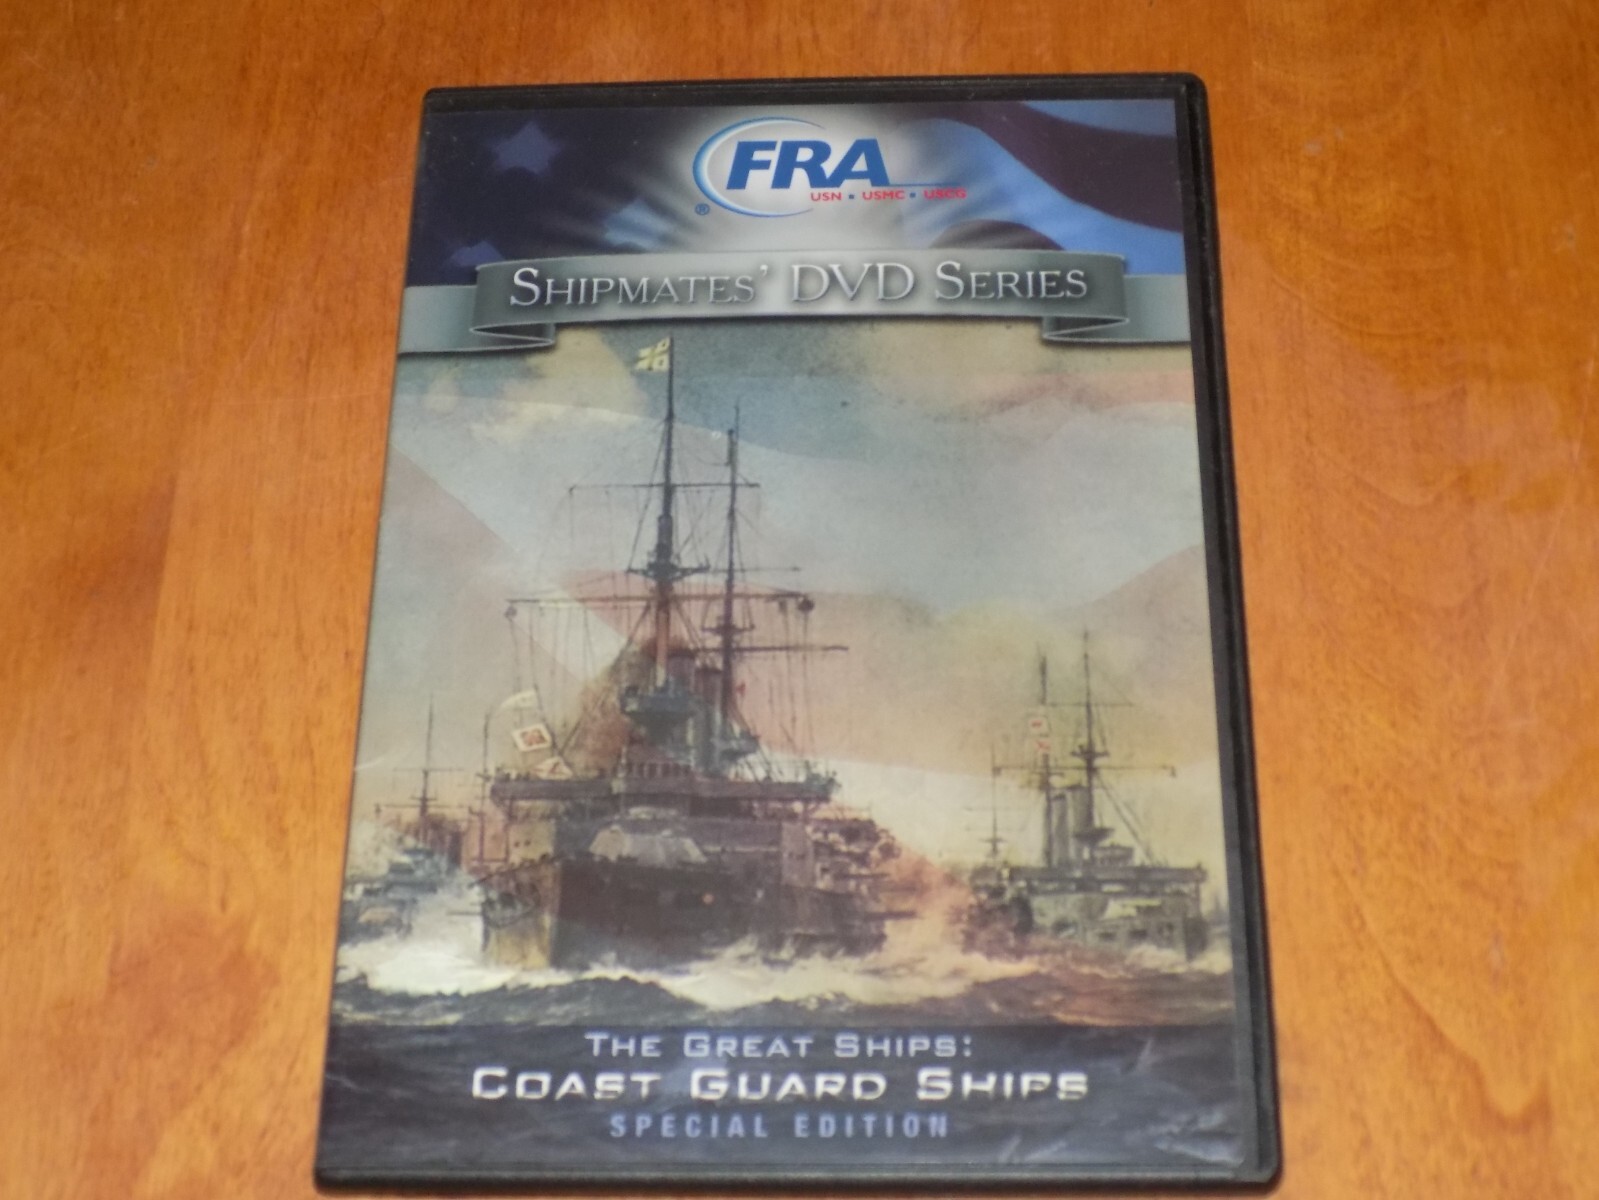 FRA
USN • USMC • USCG
®
SHIPMATES' DVD SERIES
THE GREAT SHIPS:
COAST GUARD SHIPS
SPECIAL EDITION